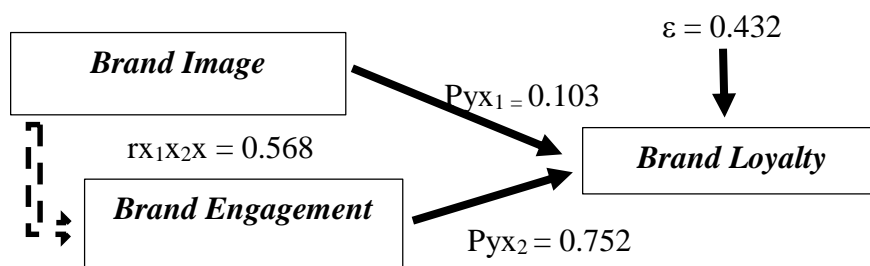 ε = 0.432
Brand Image
Pyx₁ = 0.103
rx₁x₂x = 0.568
Brand Loyalty
Brand Engagement
Pyx₂ = 0.752